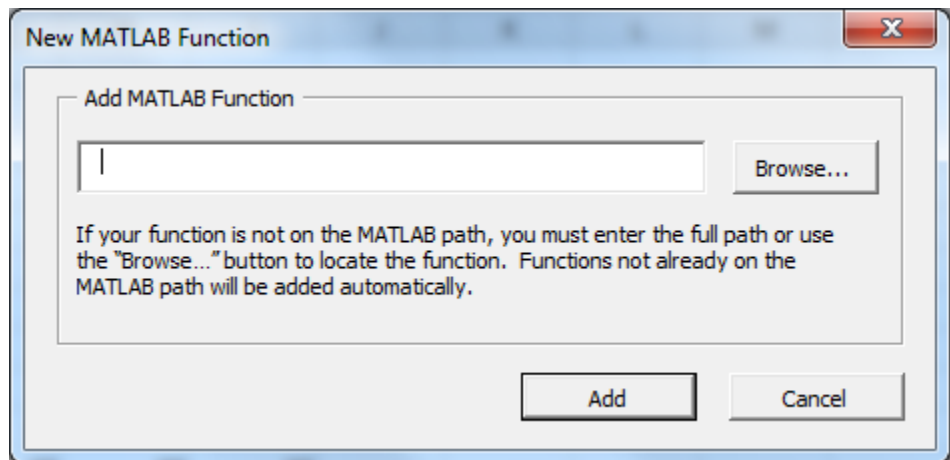 New MATLAB Function
Add MATLAB Function
Browse...
If your function is not on the MATLAB path, you must enter the full path or use
the “Browse...” button to locate the function.  Functions not already on the
MATLAB path will be added automatically.
Add
Cancel